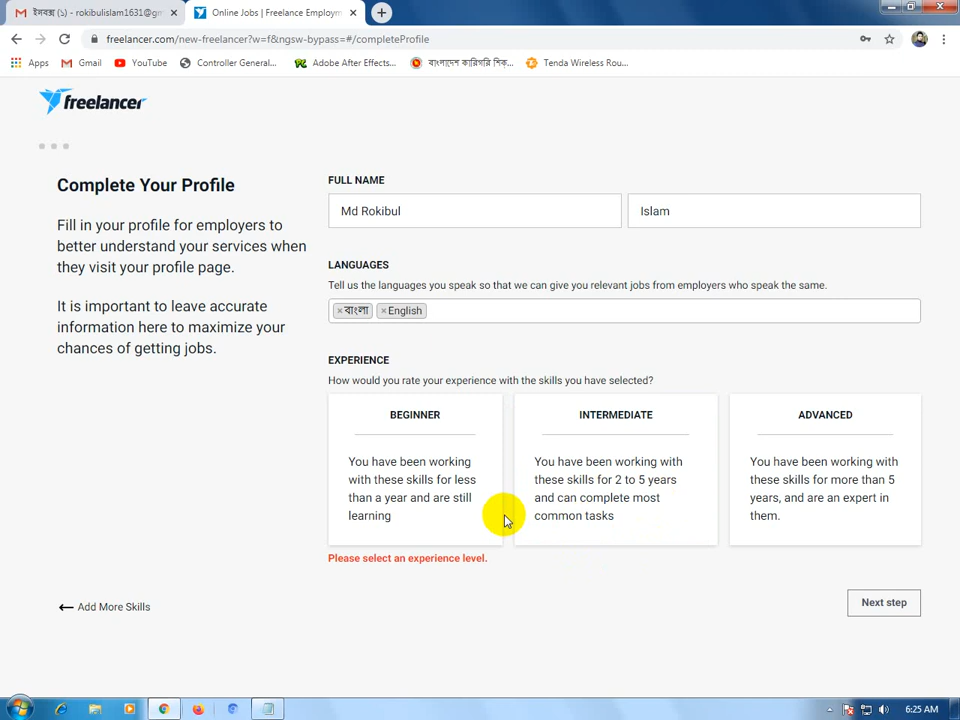 ইনবক্স (১) - rokibulislam1631@gm
Online Jobs | Freelance Employm
freelancer.com/new-freelancer?w=f&ngsw-bypass=#/completeProfile
Apps
Gmail
YouTube
Controller General...
Adobe After Effects...
বাংলাদেশ কারিগরি শিক...
Tenda Wireless Rou...
freelancer
Complete Your Profile
Fill in your profile for employers to
better understand your services when
they visit your profile page.
It is important to leave accurate
information here to maximize your
chances of getting jobs.
FULL NAME
Md Rokibul
Islam
LANGUAGES
Tell us the languages you speak so that we can give you relevant jobs from employers who speak the same.
×বাংলা ×English
EXPERIENCE
How would you rate your experience with the skills you have selected?
BEGINNER
You have been working
with these skills for less
than a year and are still
learning
INTERMEDIATE
You have been working with
these skills for 2 to 5 years
and can complete most
common tasks
ADVANCED
You have been working with
these skills for more than 5
years, and are an expert in
them.
Please select an experience level.
Add More Skills
Next step
6:25 AM